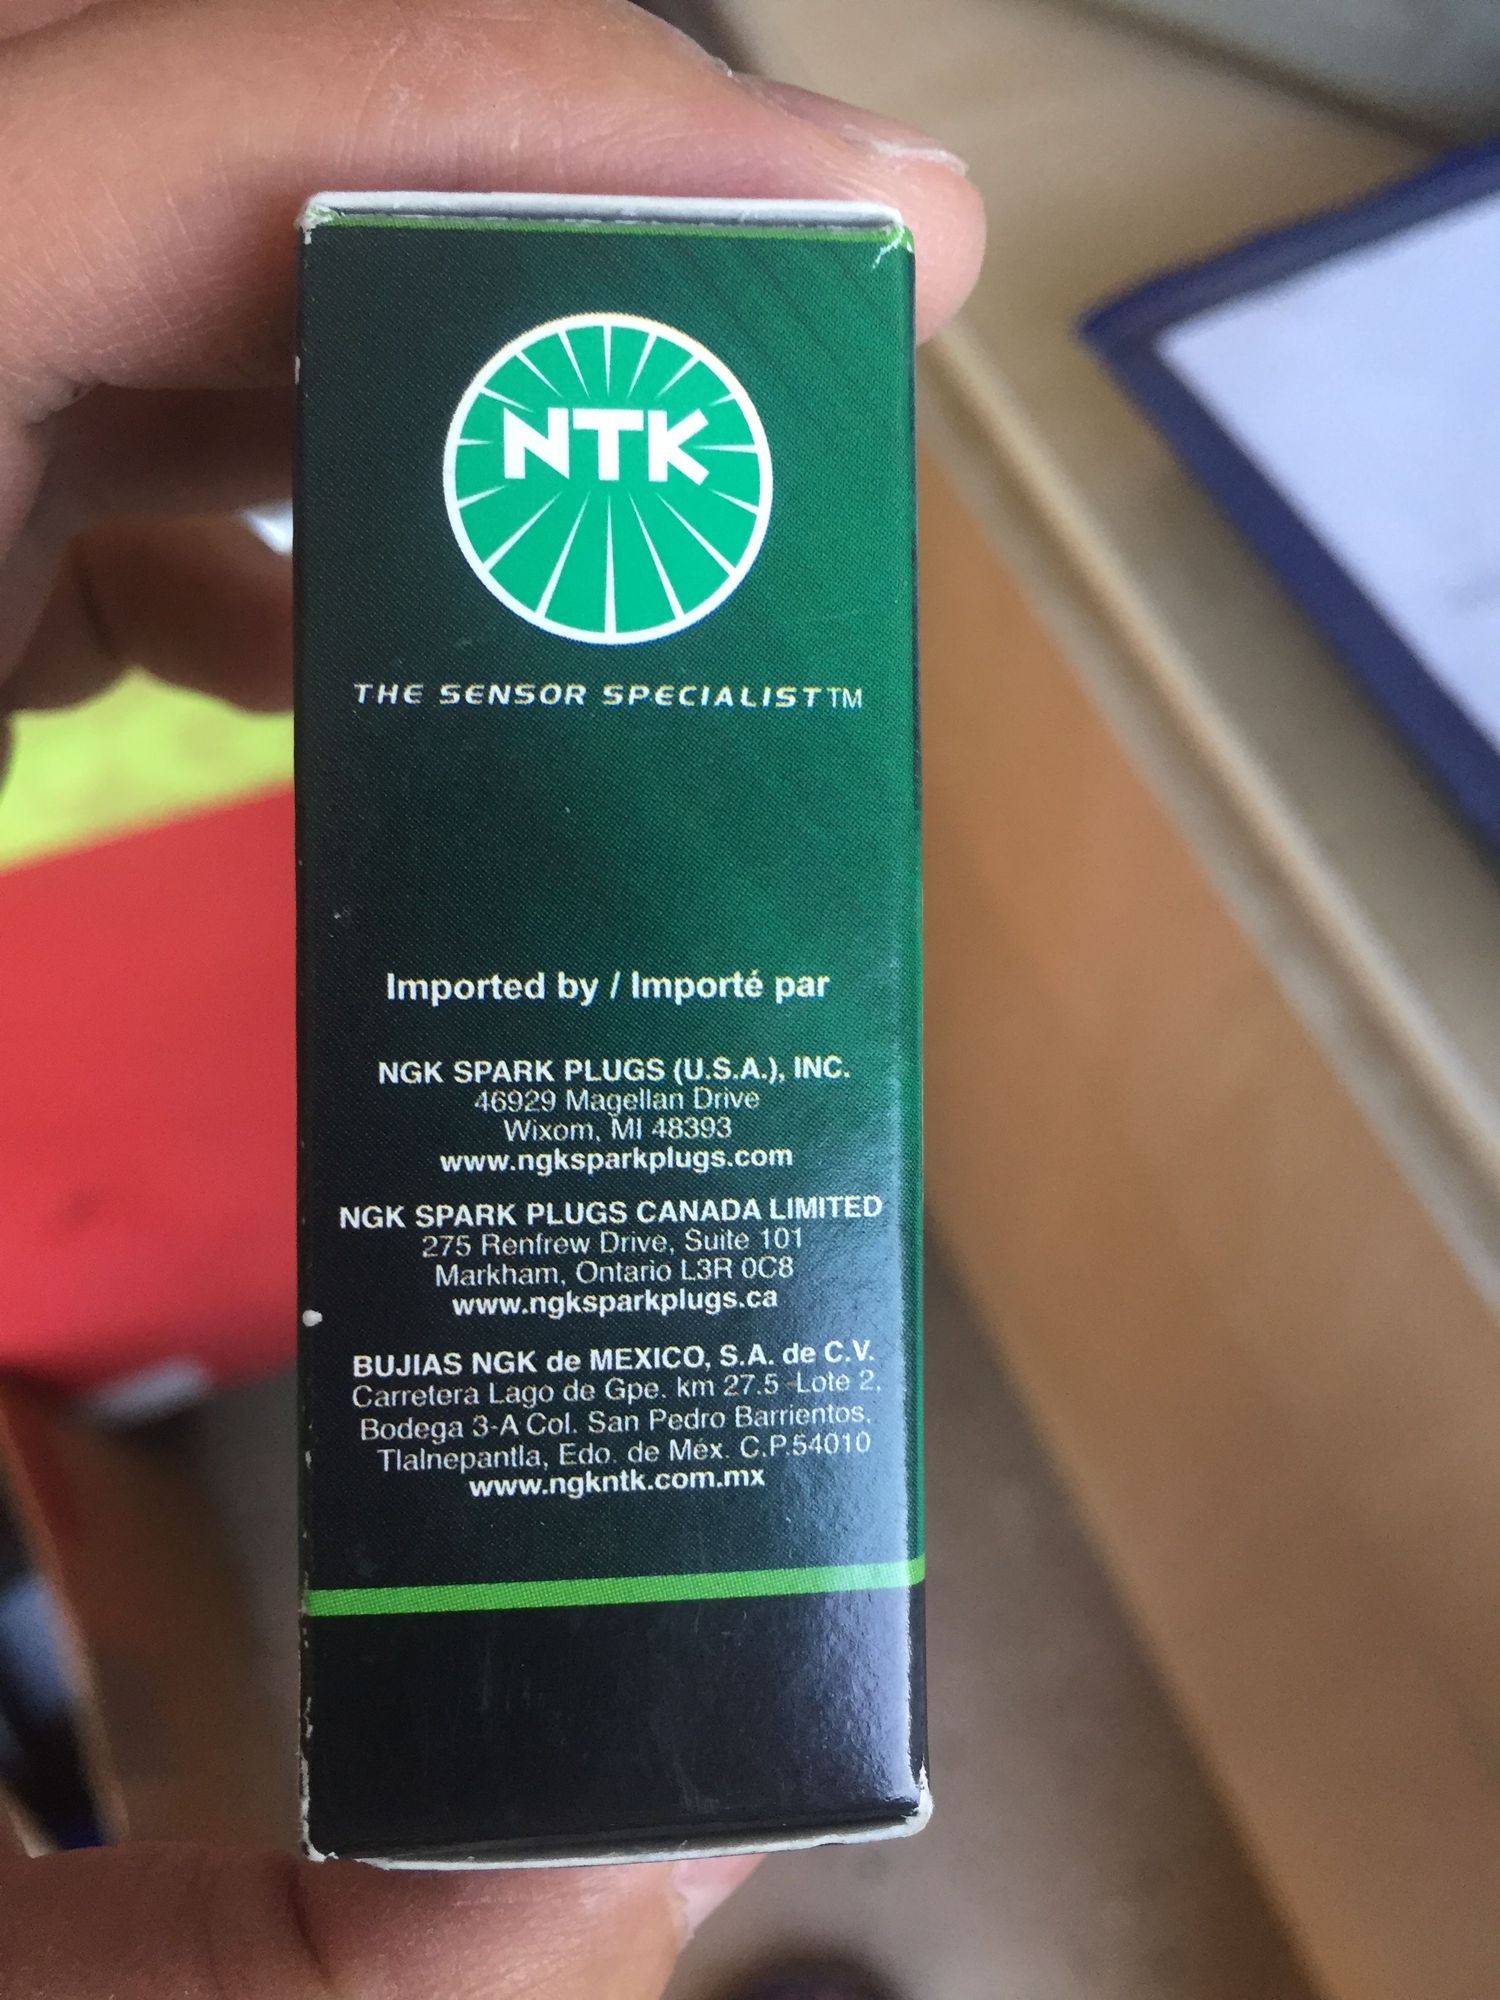 NTK
THE SENSOR SPECIALIST™
Imported by / Importé par
NGK SPARK PLUGS (U.S.A.), INC.
46929 Magellan Drive
Wixom, MI 48393
www.ngksparkplugs.com
NGK SPARK PLUGS CANADA LIMITED
275 Renfrew Drive, Suite 101
Markham, Ontario L3R 0C8
www.ngksparkplugs.ca
BUJIAS NGK de MEXICO, S.A. de C.V.
Carretera Lago de Gpe. km 27.5 -Lote 2,
Bodega 3-A Col. San Pedro Barrientos,
Tlalnepantla, Edo. de Méx. C.P.54010
www.ngkntk.com.mx